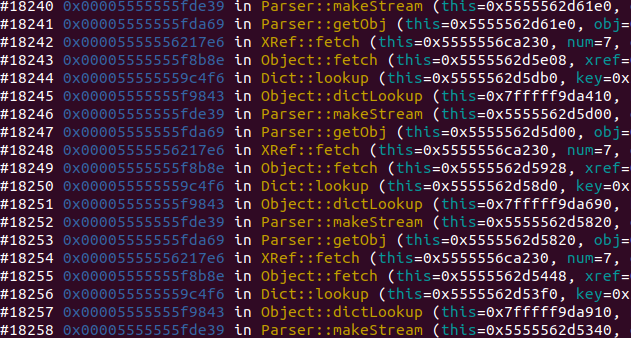 #18240 0x00005555555fde39 in Parser::makeStream (this=0x5555562d61e0,
#18241 0x00005555555fda69 in Parser::getObj (this=0x5555562d61e0, obj=
#18242 0x00005555556217e6 in XRef::fetch (this=0x5555556ca230, num=7,
#18243 0x00005555555f8b8e in Object::fetch (this=0x5555562d5e08, xref=
#18244 0x000055555559c4f6 in Dict::lookup (this=0x5555562d5db0, key=0x
#18245 0x00005555555f9843 in Object::dictLookup (this=0x7fffff9da410,
#18246 0x00005555555fde39 in Parser::makeStream (this=0x5555562d5d00,
#18247 0x00005555555fda69 in Parser::getObj (this=0x5555562d5d00, obj=
#18248 0x00005555556217e6 in XRef::fetch (this=0x5555556ca230, num=7,
#18249 0x00005555555f8b8e in Object::fetch (this=0x5555562d5928, xref=
#18250 0x000055555559c4f6 in Dict::lookup (this=0x5555562d58d0, key=0x
#18251 0x00005555555f9843 in Object::dictLookup (this=0x7fffff9da690,
#18252 0x00005555555fde39 in Parser::makeStream (this=0x5555562d5820,
#18253 0x00005555555fda69 in Parser::getObj (this=0x5555562d5820, obj=
#18254 0x00005555556217e6 in XRef::fetch (this=0x5555556ca230, num=7,
#18255 0x00005555555f8b8e in Object::fetch (this=0x5555562d5448, xref=
#18256 0x000055555559c4f6 in Dict::lookup (this=0x5555562d53f0, key=0x
#18257 0x00005555555f9843 in Object::dictLookup (this=0x7fffff9da910,
#18258 0x00005555555fde39 in Parser::makeStream (this=0x5555562d5340,